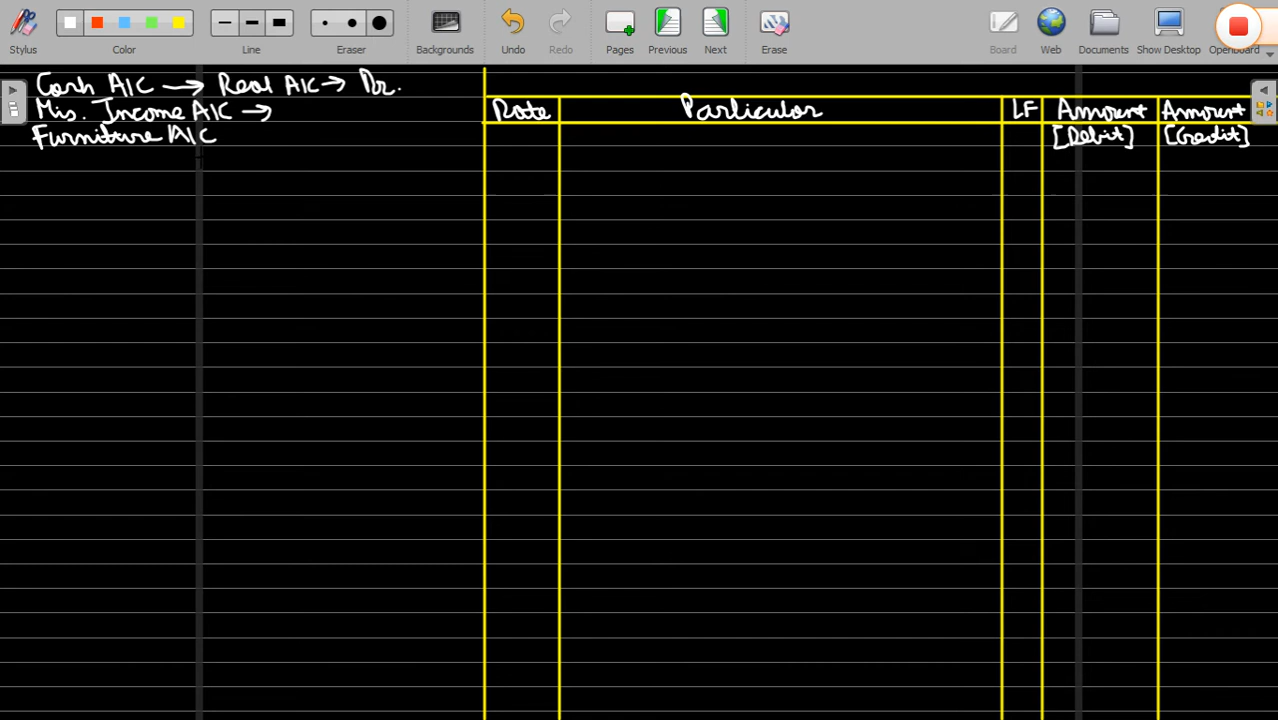 Stylus
Color
Line
Eraser
Backgrounds
Undo
Redo
Pages
Previous
Next
Erase
Board
Web
Documents
Show Desktop
OpenBoard
Cash A/C → Real A/C → Dr.
Mis. Income A/C →
Furniture A/C
Date Particular LF Amount Amount
[Debit] [Credit]